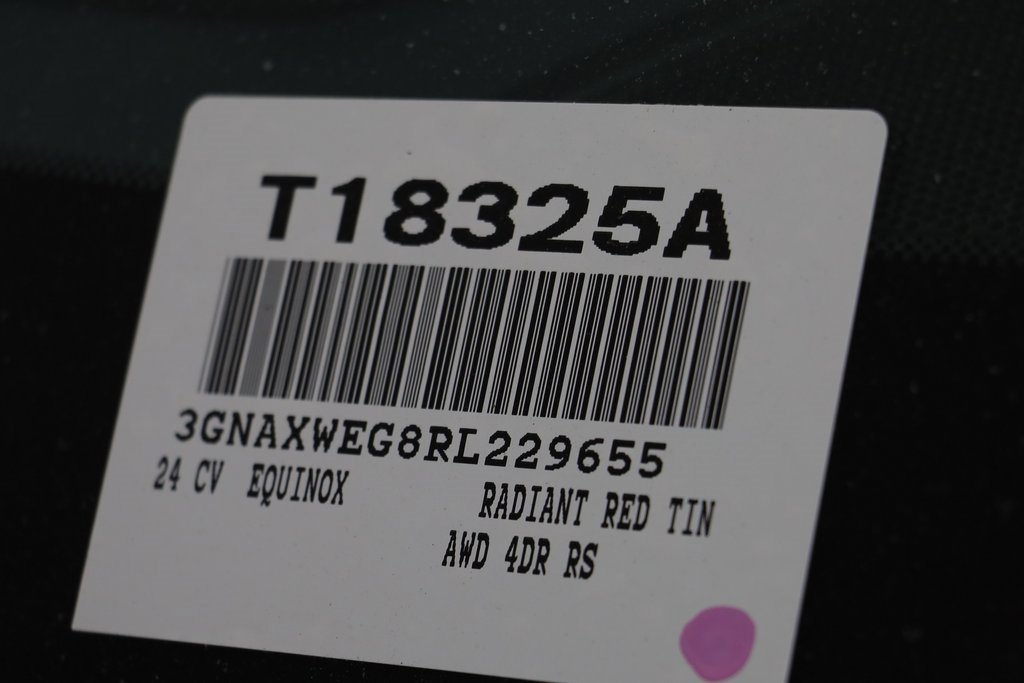 T18325A
3GNAXWEG8RL229655
24 CV EQUINOX RADIANT RED TIN
AWD 4DR RS